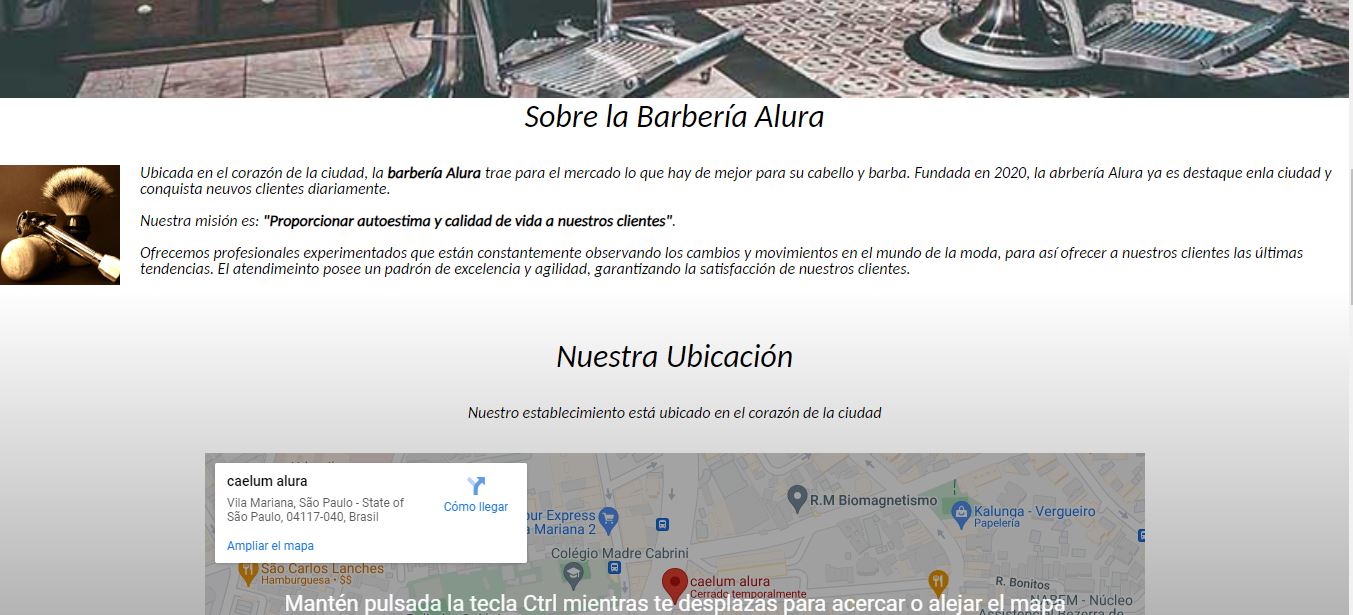 Sobre la Barbería Alura
Ubicada en el corazón de la ciudad, la barbería Alura trae para el mercado lo que hay de mejor para su cabello y barba. Fundada en 2020, la abrbería Alura ya es destaque enla ciudad y
conquista neuvos clientes diariamente.
Nuestra misión es: "Proporcionar autoestima y calidad de vida a nuestros clientes".
Ofrecemos profesionales experimentados que están constantemente observando los cambios y movimientos en el mundo de la moda, para así ofrecer a nuestros clientes las últimas
tendencias. El atendimeinto posee un padrón de excelencia y agilidad, garantizando la satisfacción de nuestros clientes.
Nuestra Ubicación
Nuestro establecimiento está ubicado en el corazón de la ciudad
caelum alura
Vila Mariana, São Paulo - State of
São Paulo, 04117-040, Brasil
Cómo llegar
Ampliar el mapa
R.M Biomagnetismo
Kalunga - Vergueiro
Papelería
our Express
a Mariana 2
Colégio Madre Cabrini
São Carlos Lanches
Hamburguesa • $$
caelum alura
Cerrado temporalmente
R. Bonitos
NAREM - Núcleo
Assistencial Bezerra de
Mantén pulsada la tecla Ctrl mientras te desplazas para acercar o alejar el mapa